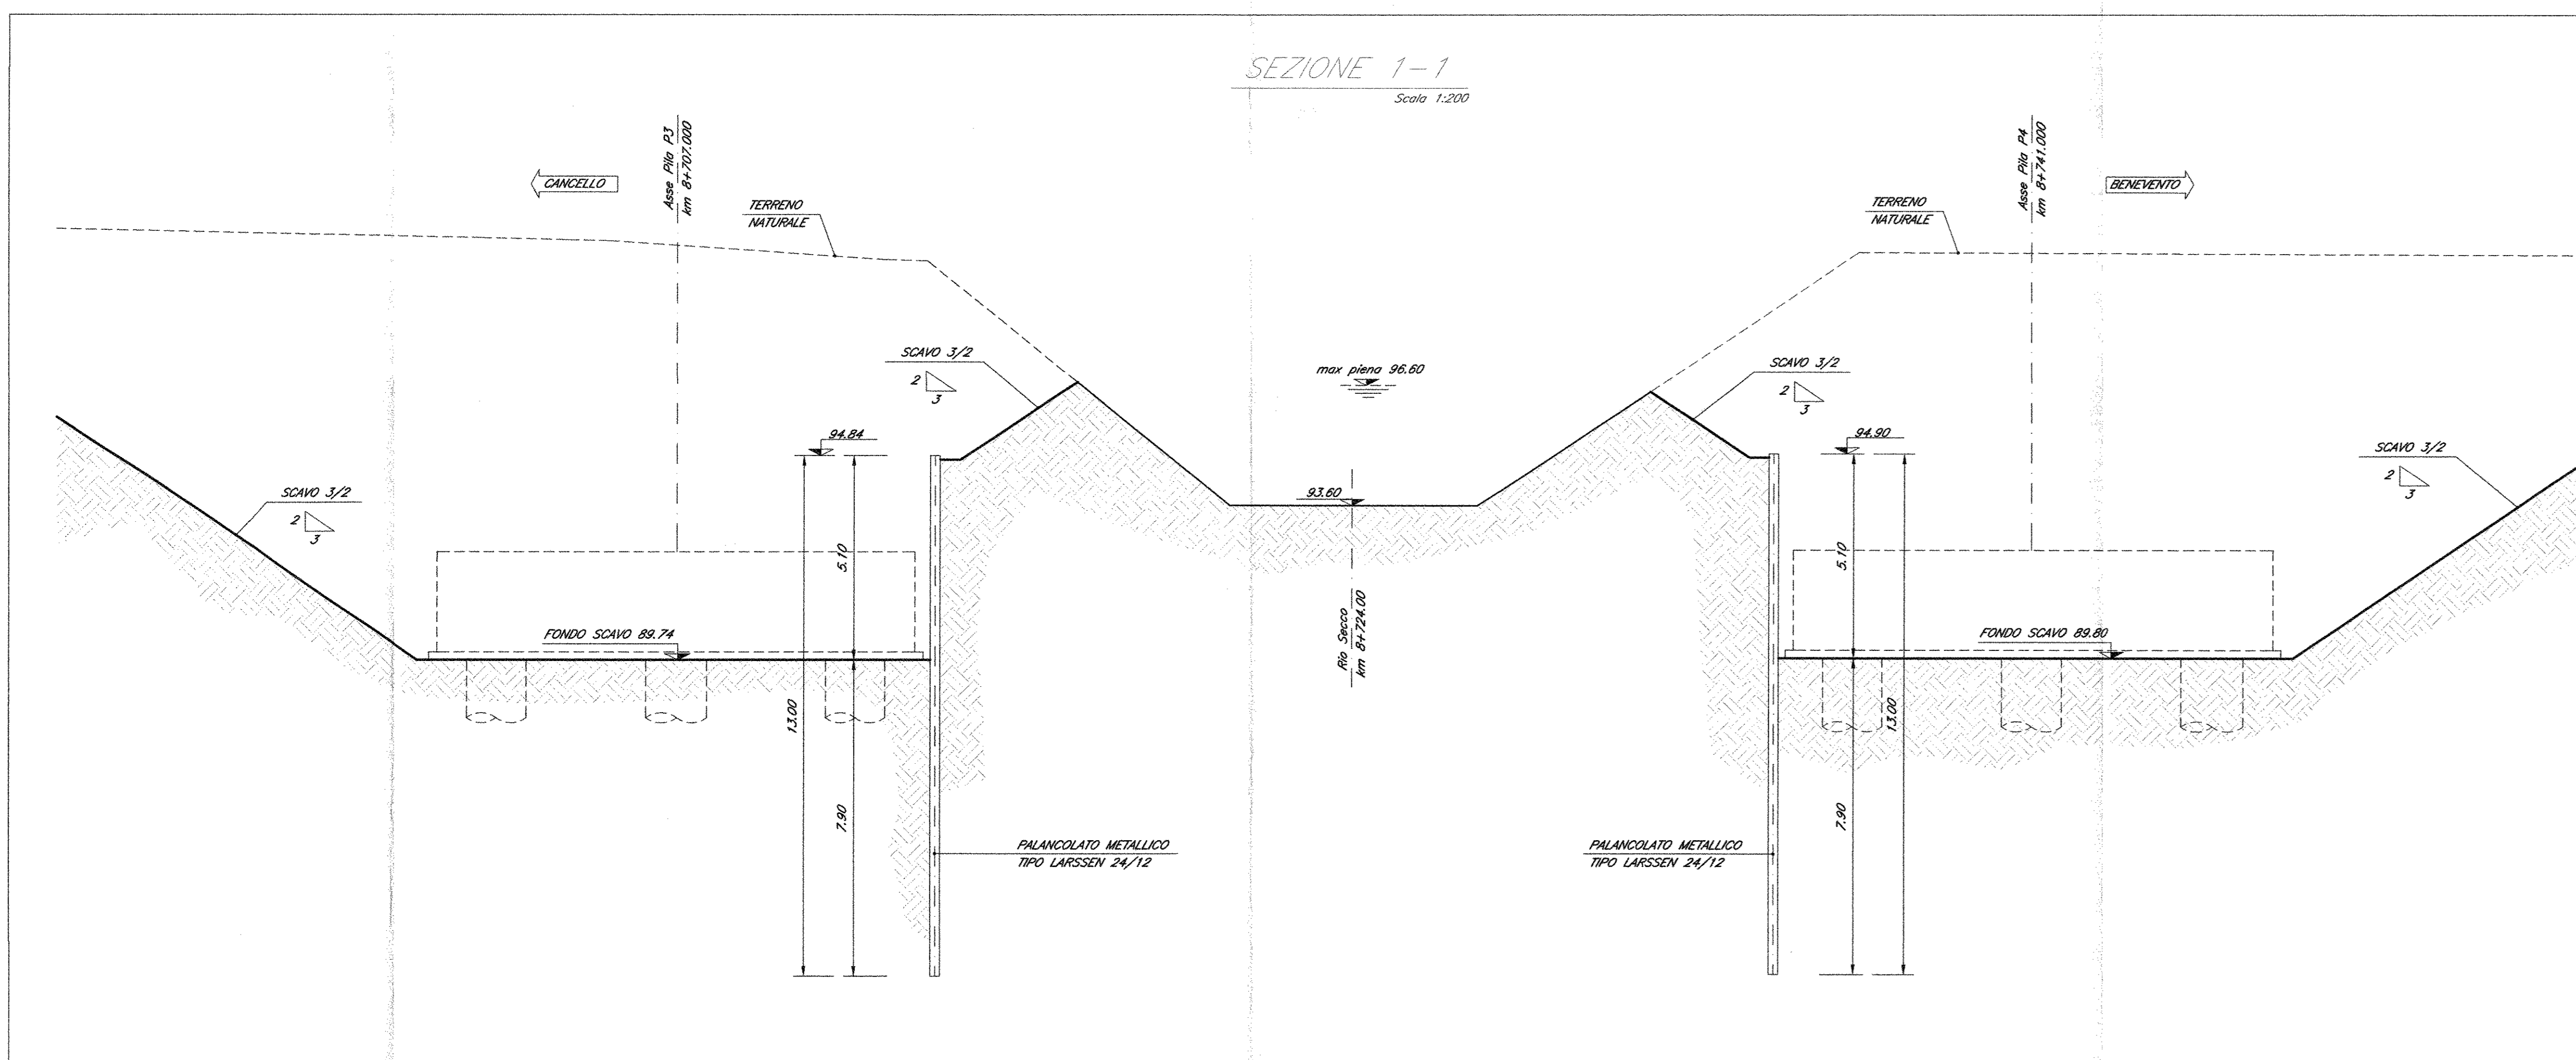 SEZIONE 1-1
Scala 1:200
Asse Pila P3
km 8+707.000
CANCELLO
TERRENO
NATURALE
Asse Pila P4
km 8+741.000
BENEVENTO
TERRENO
NATURALE
SCAVO 3/2
2
3
max piena 96.60
SCAVO 3/2
2
3
94.84
94.90
SCAVO 3/2
2
3
SCAVO 3/2
2
3
93.60
5.10
5.10
FONDO SCAVO 89.74
Rio Secco
km 8+724.00
FONDO SCAVO 89.80
13.00
7.90
13.00
7.90
PALANCOLATO METALLICO
TIPO LARSSEN 24/12
PALANCOLATO METALLICO
TIPO LARSSEN 24/12